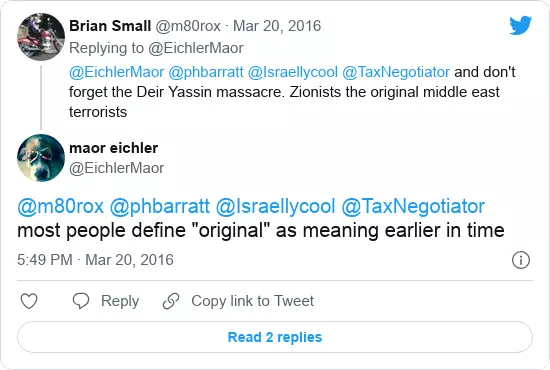 Brian Small @m80rox · Mar 20, 2016
Replying to @EichlerMaor
@EichlerMaor @phbarratt @Israellycool @TaxNegotiator and don't
forget the Deir Yassin massacre. Zionists the original middle east
terrorists
maor eichler
@EichlerMaor
@m80rox @phbarratt @Israellycool @TaxNegotiator
most people define "original" as meaning earlier in time
5:49 PM · Mar 20, 2016
Reply Copy link to Tweet
Read 2 replies